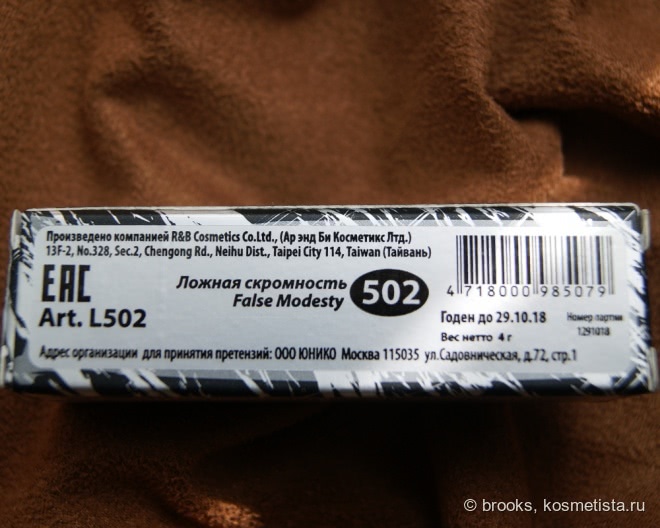 Произведено компанией R&B Cosmetics Co.Ltd., (Ар энд Би Косметикс Лтд.)
13F-2, No.328, Sec.2, Chengong Rd., Neihu Dist., Taipei City 114, Taiwan (Тайвань)
EAC
Art. L502
Ложная скромность
False Modesty
502
4 718000 985079
Годен до 29.10.18
Номер партии
1291018
Вес нетто 4 г
Адрес организации для принятия претензий: ООО ЮНИКО Москва 115035 ул.Садовническая, д.72, стр.1
© brooks, kosmetista.ru